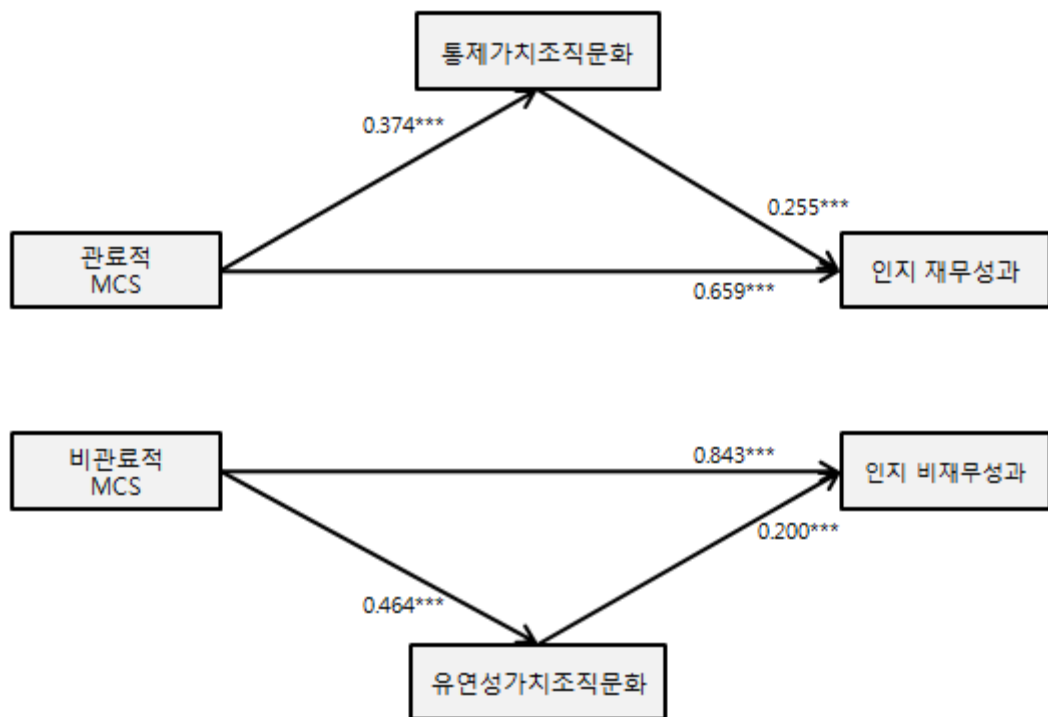 통제가치조직문화
0.374***
0.255***
관료적
MCS
인지 재무성과
0.659***
비관료적
MCS
0.843***
인지 비재무성과
0.200***
0.464***
유연성가치조직문화